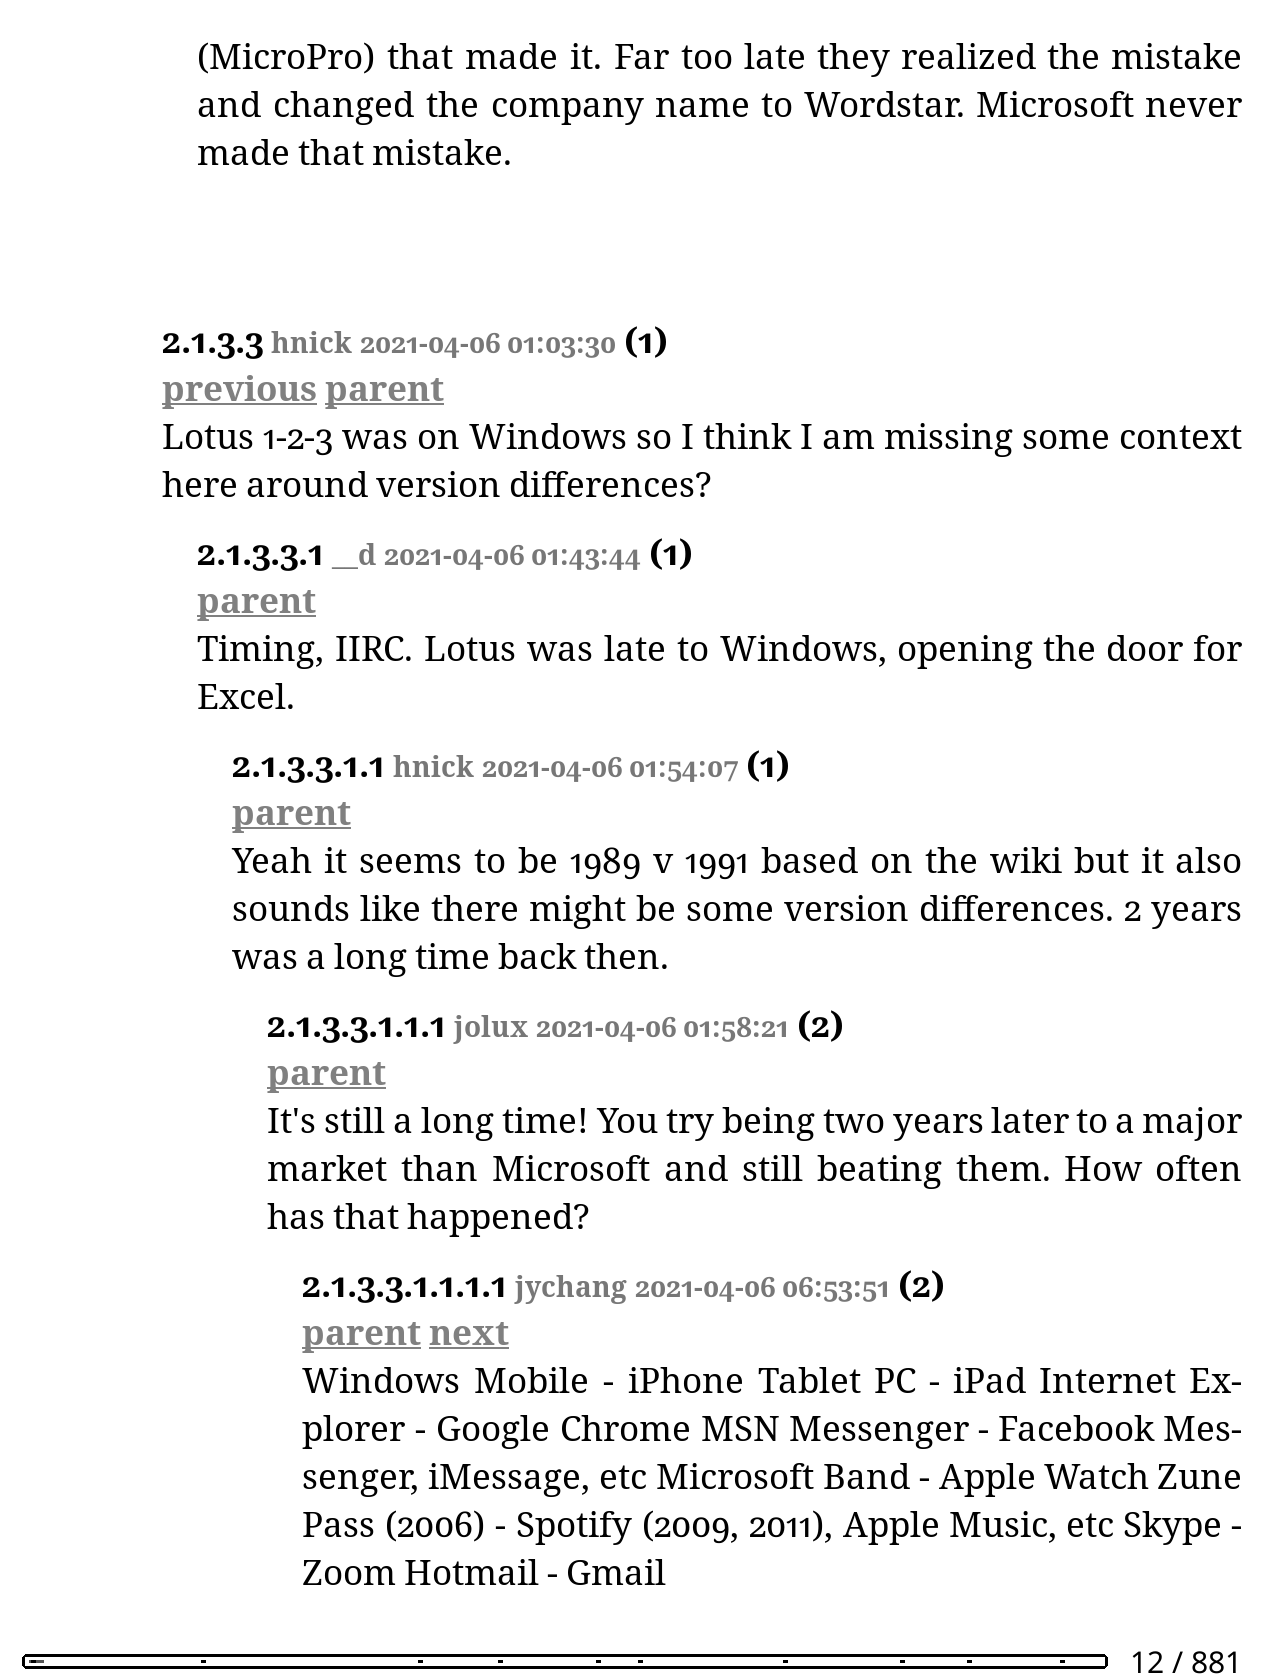 (MicroPro) that made it. Far too late they realized the mistake
and changed the company name to Wordstar. Microsoft never
made that mistake.
2.1.3.3 hnick 2021-04-06 01:03:30 (1)
previous parent
Lotus 1-2-3 was on Windows so I think I am missing some context
here around version differences?
2.1.3.3.1 __d 2021-04-06 01:43:44 (1)
parent
Timing, IIRC. Lotus was late to Windows, opening the door for
Excel.
2.1.3.3.1.1 hnick 2021-04-06 01:54:07 (1)
parent
Yeah it seems to be 1989 v 1991 based on the wiki but it also
sounds like there might be some version differences. 2 years
was a long time back then.
2.1.3.3.1.1.1 jolux 2021-04-06 01:58:21 (2)
parent
It's still a long time! You try being two years later to a major
market than Microsoft and still beating them. How often
has that happened?
2.1.3.3.1.1.1.1 jychang 2021-04-06 06:53:51 (2)
parent next
Windows Mobile - iPhone Tablet PC - iPad Internet Ex-
plorer - Google Chrome MSN Messenger - Facebook Mes-
senger, iMessage, etc Microsoft Band - Apple Watch Zune
Pass (2006) - Spotify (2009, 2011), Apple Music, etc Skype -
Zoom Hotmail - Gmail
12 / 881